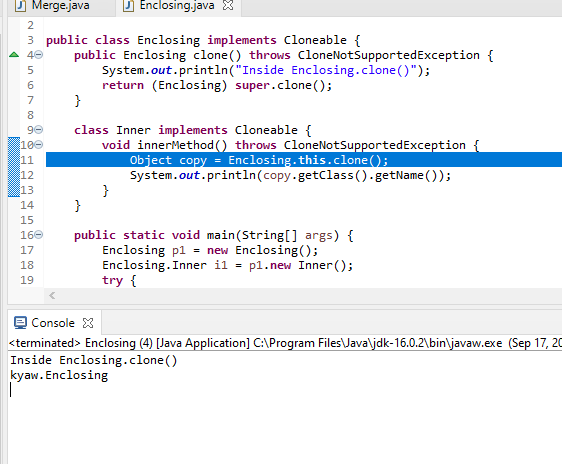 Merge.java Enclosing.java
2
3 public class Enclosing implements Cloneable {
4 public Enclosing clone() throws CloneNotSupportedException {
5 System.out.println("Inside Enclosing.clone()");
6 return (Enclosing) super.clone();
7 }
8
9 class Inner implements Cloneable {
10 void innerMethod() throws CloneNotSupportedException {
11 Object copy = Enclosing.this.clone();
12 System.out.println(copy.getClass().getName());
13 }
14 }
15
16 public static void main(String[] args) {
17 Enclosing p1 = new Enclosing();
18 Enclosing.Inner i1 = p1.new Inner();
19 try {
Console
<terminated> Enclosing (4) [Java Application] C:\Program Files\Java\jdk-16.0.2\bin\javaw.exe (Sep 17, 20
Inside Enclosing.clone()
kyaw.Enclosing